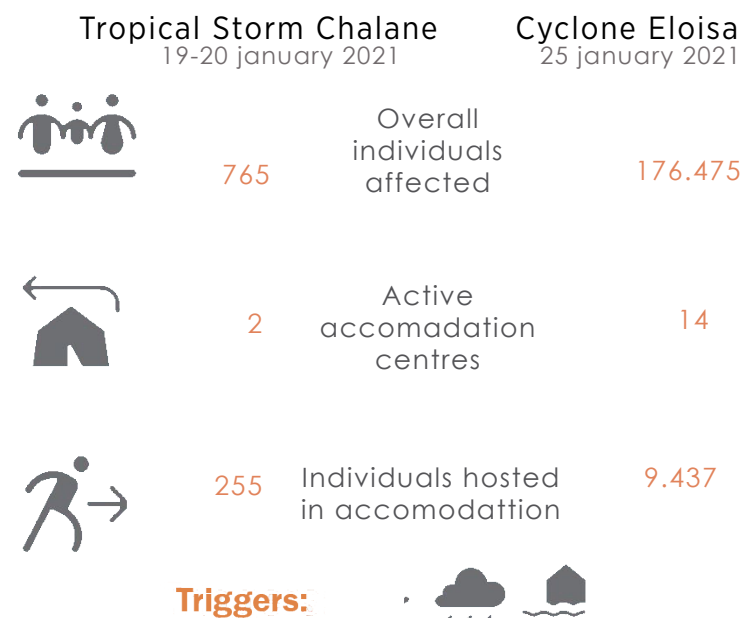 Tropical Storm Chalane
19-20 january 2021
Cyclone Eloisa
25 january 2021
765
Overall
individuals
affected
176.475
2
Active
accomadation
centres
14
255
Individuals hosted
in accomodattion
9.437
Triggers: